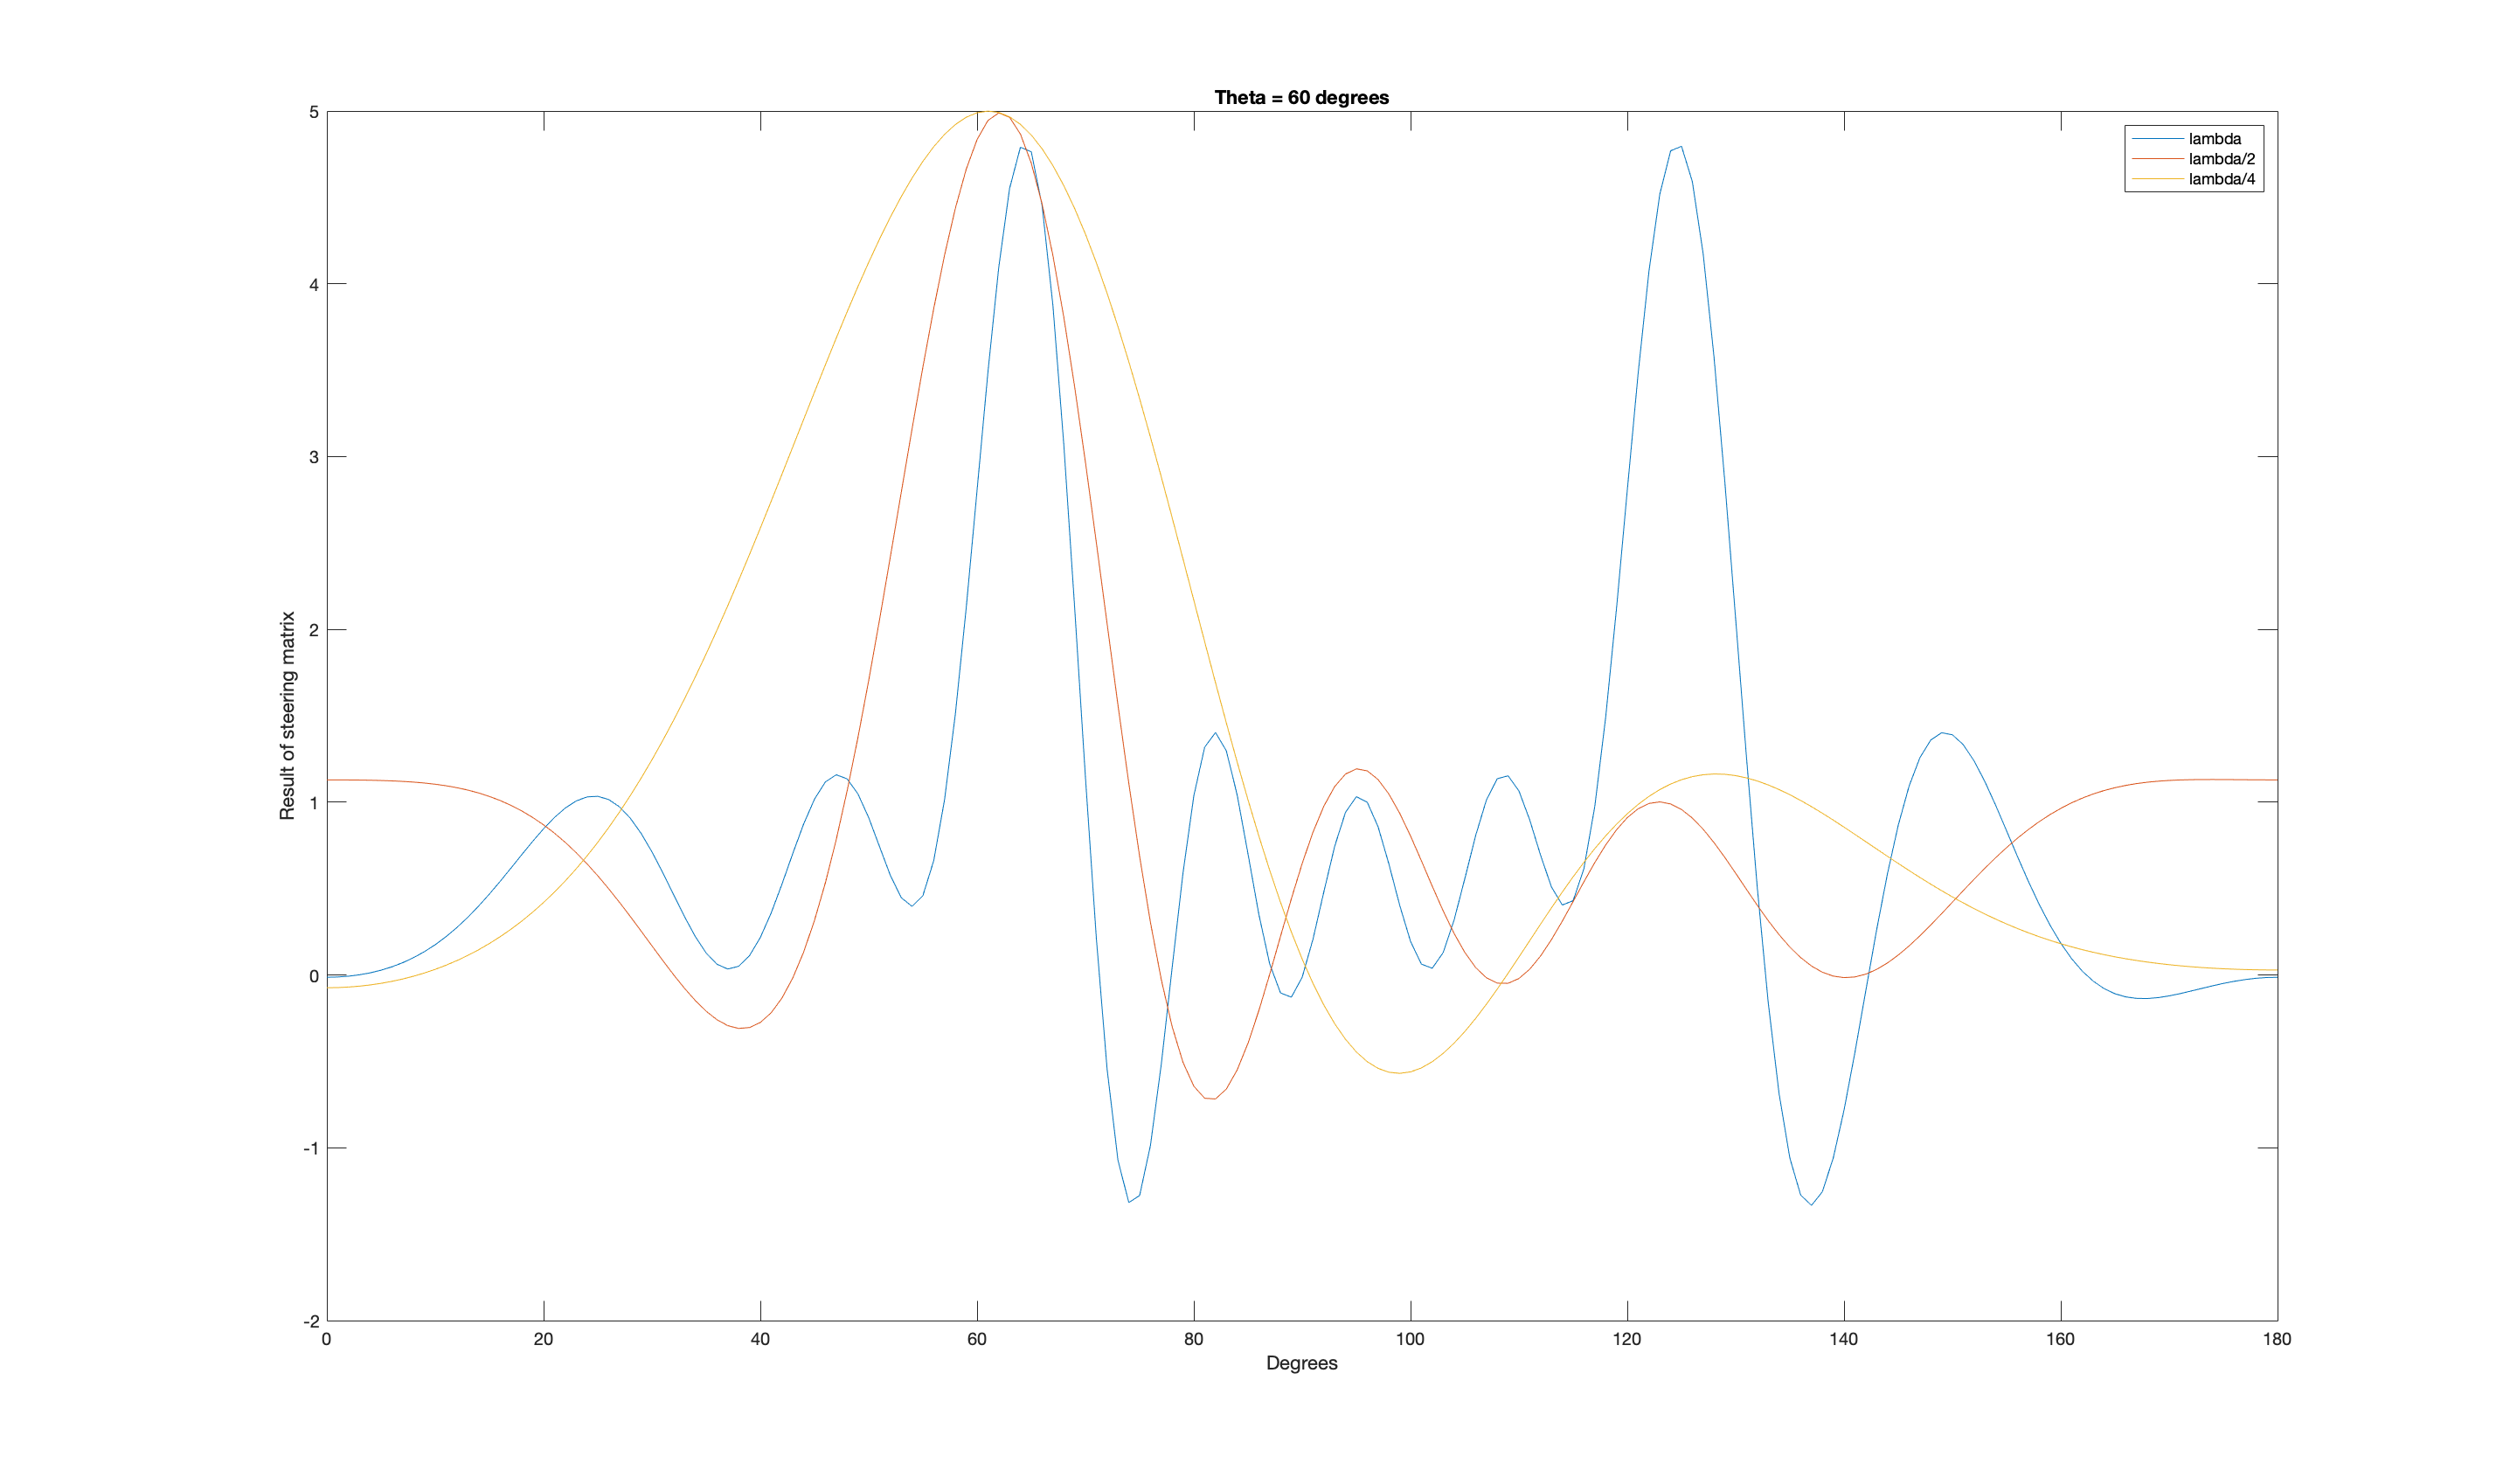 Theta = 60 degrees
lambda
lambda/2
lambda/4
5
4
3
2
1
0
-1
-2
Result of steering matrix
0 20 40 60 80 100 120 140 160 180
Degrees